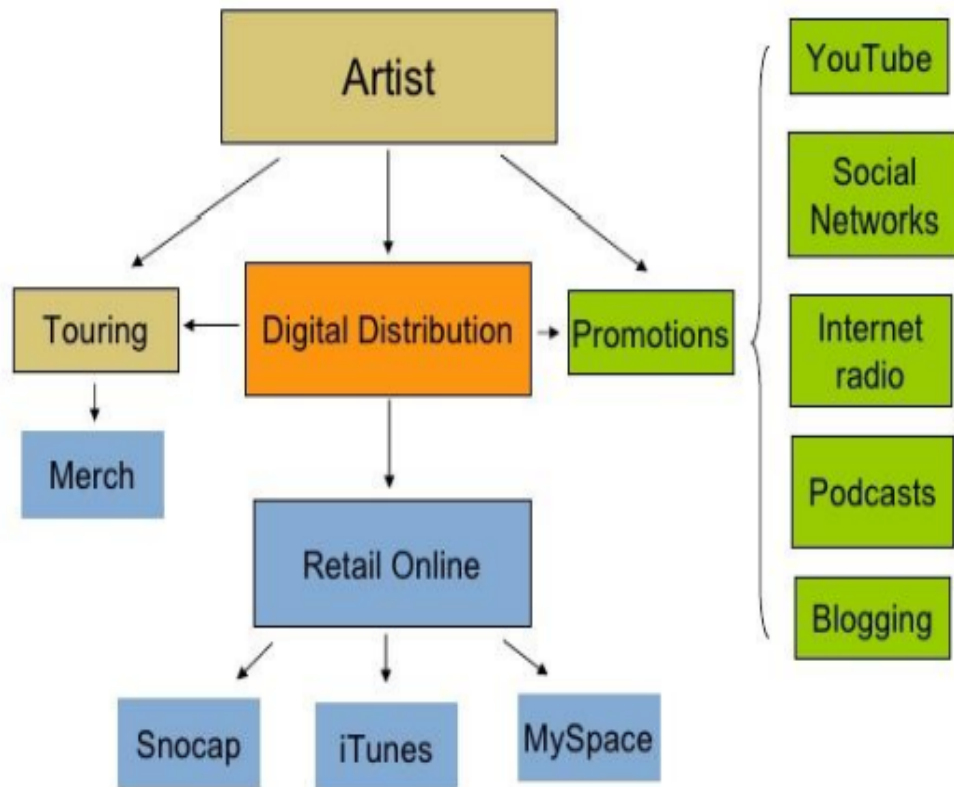 Artist
YouTube
Social
Networks
Touring
Digital Distribution
Promotions
Internet
radio
Merch
Podcasts
Retail Online
Blogging
Snocap
iTunes
MySpace